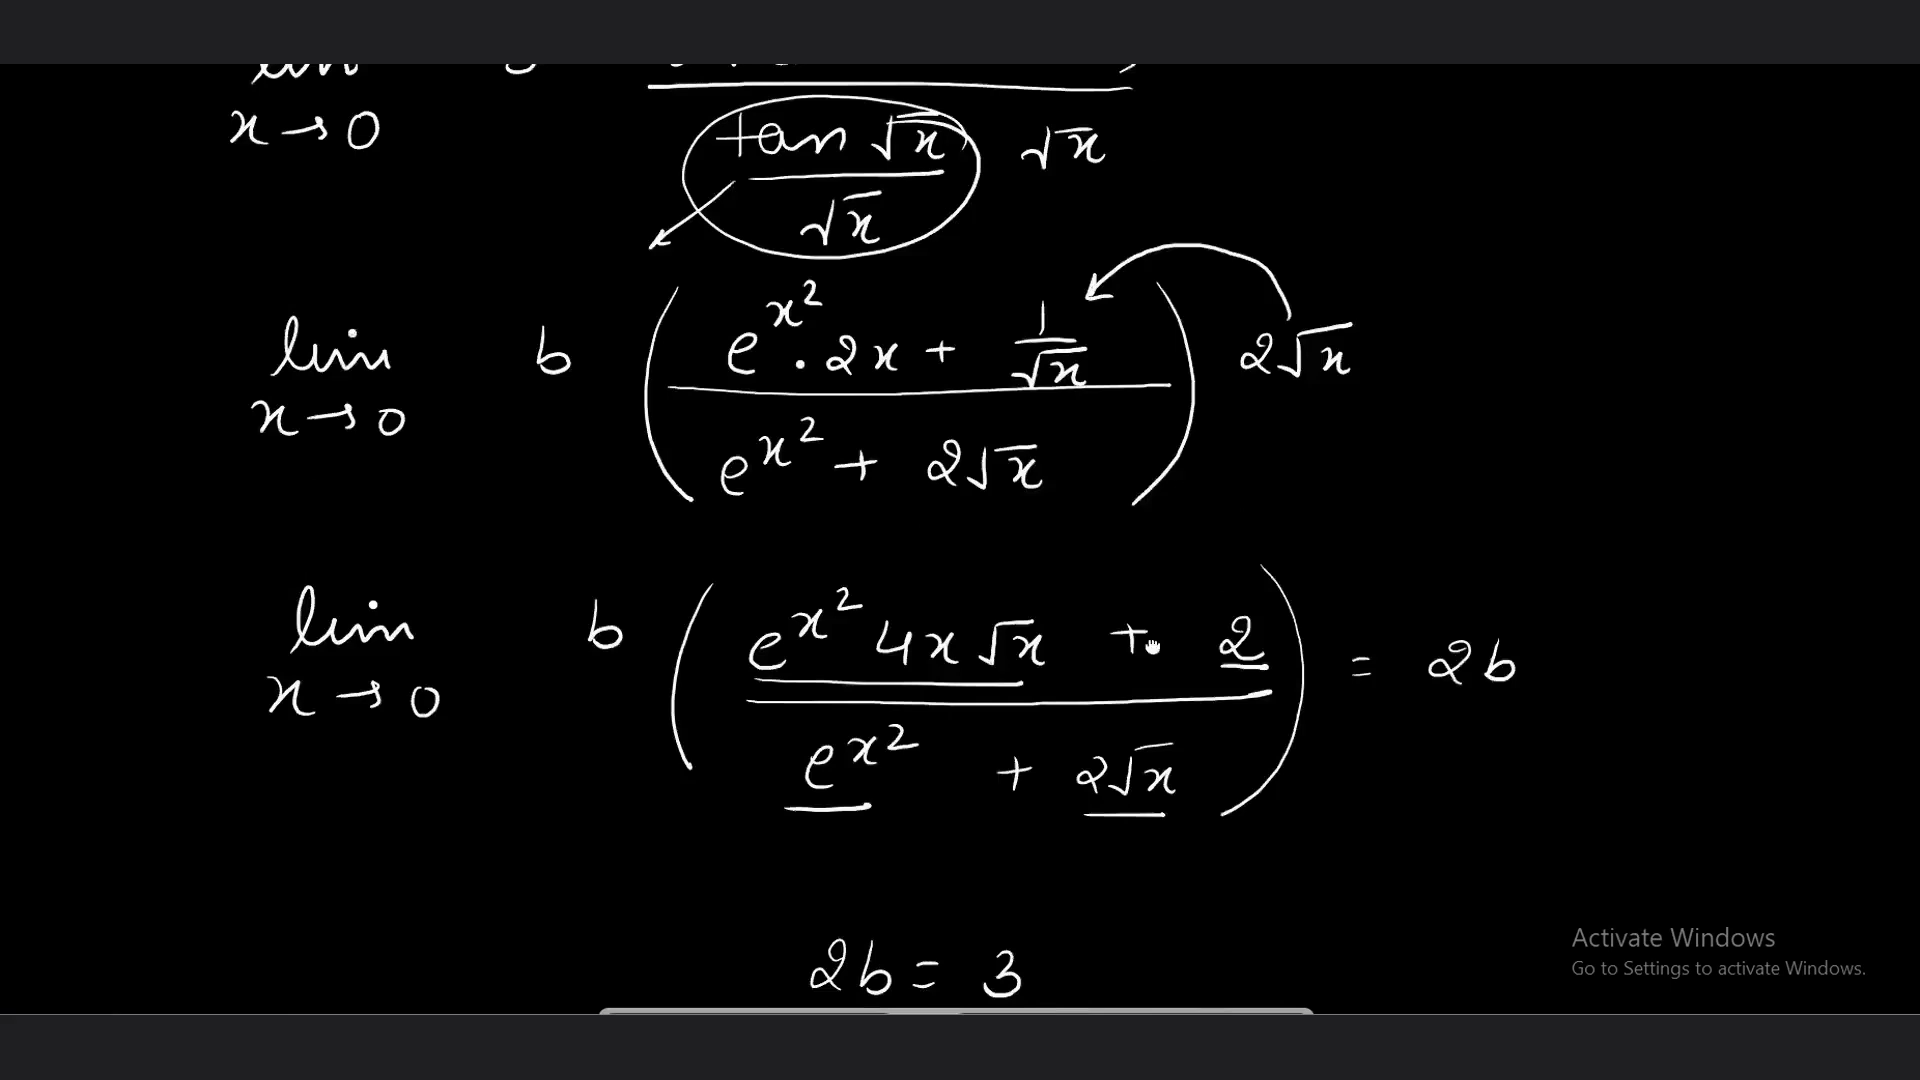 lim
x → 0
tan √x / √x √x
lim x → 0 b ( (e^x² . 2x + 1/√x) / (e^x² + 2√x) ) 2√x
lim x → 0 b ( (e^x² 4x√x + 2) / (e^x² + 2√x) ) = 2b
2b = 3
Activate Windows
Go to Settings to activate Windows.